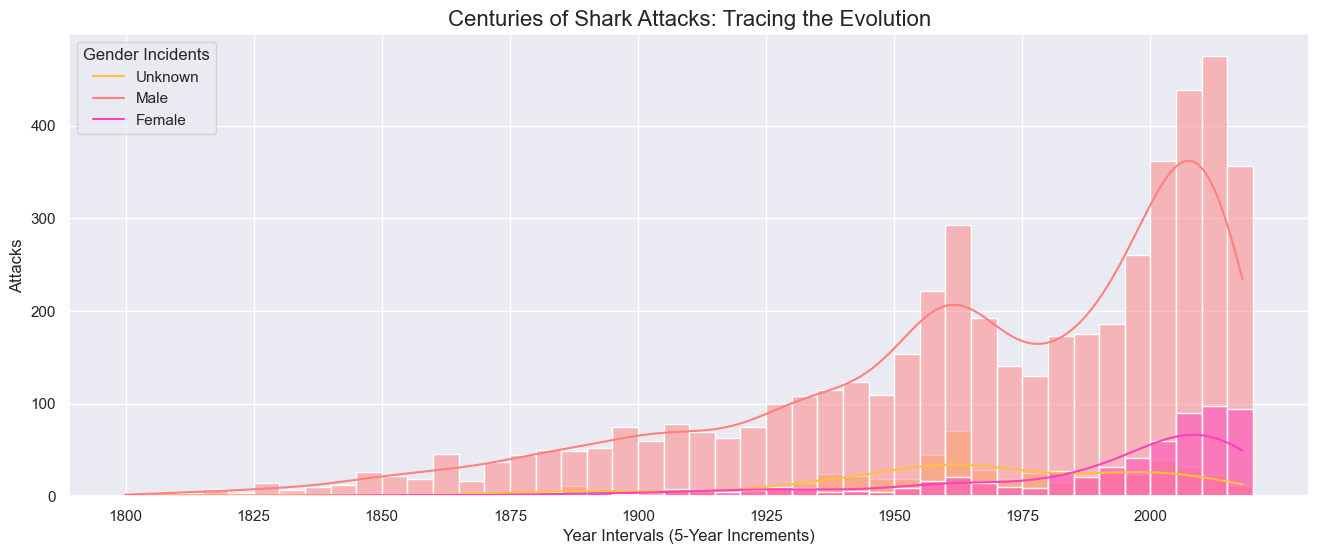 Centuries of Shark Attacks: Tracing the Evolution
Gender Incidents
Unknown
Male
Female
400
300
200
100
0
Attacks
1800 1825 1850 1875 1900 1925 1950 1975 2000
Year Intervals (5-Year Increments)